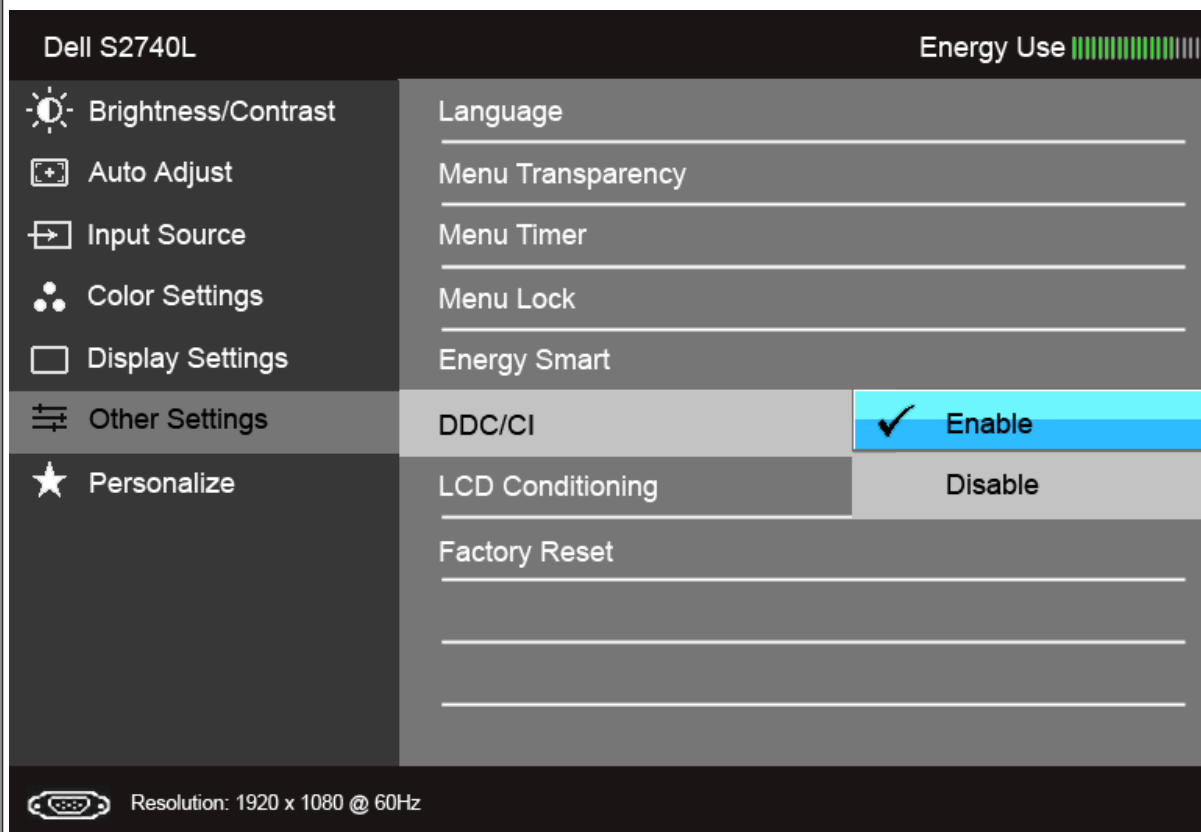 Dell S2740L
Energy Use
Brightness/Contrast
Auto Adjust
Input Source
Color Settings
Display Settings
Other Settings
Personalize
Language
Menu Transparency
Menu Timer
Menu Lock
Energy Smart
DDC/CI
Enable
Disable
LCD Conditioning
Factory Reset
Resolution: 1920 x 1080 @ 60Hz